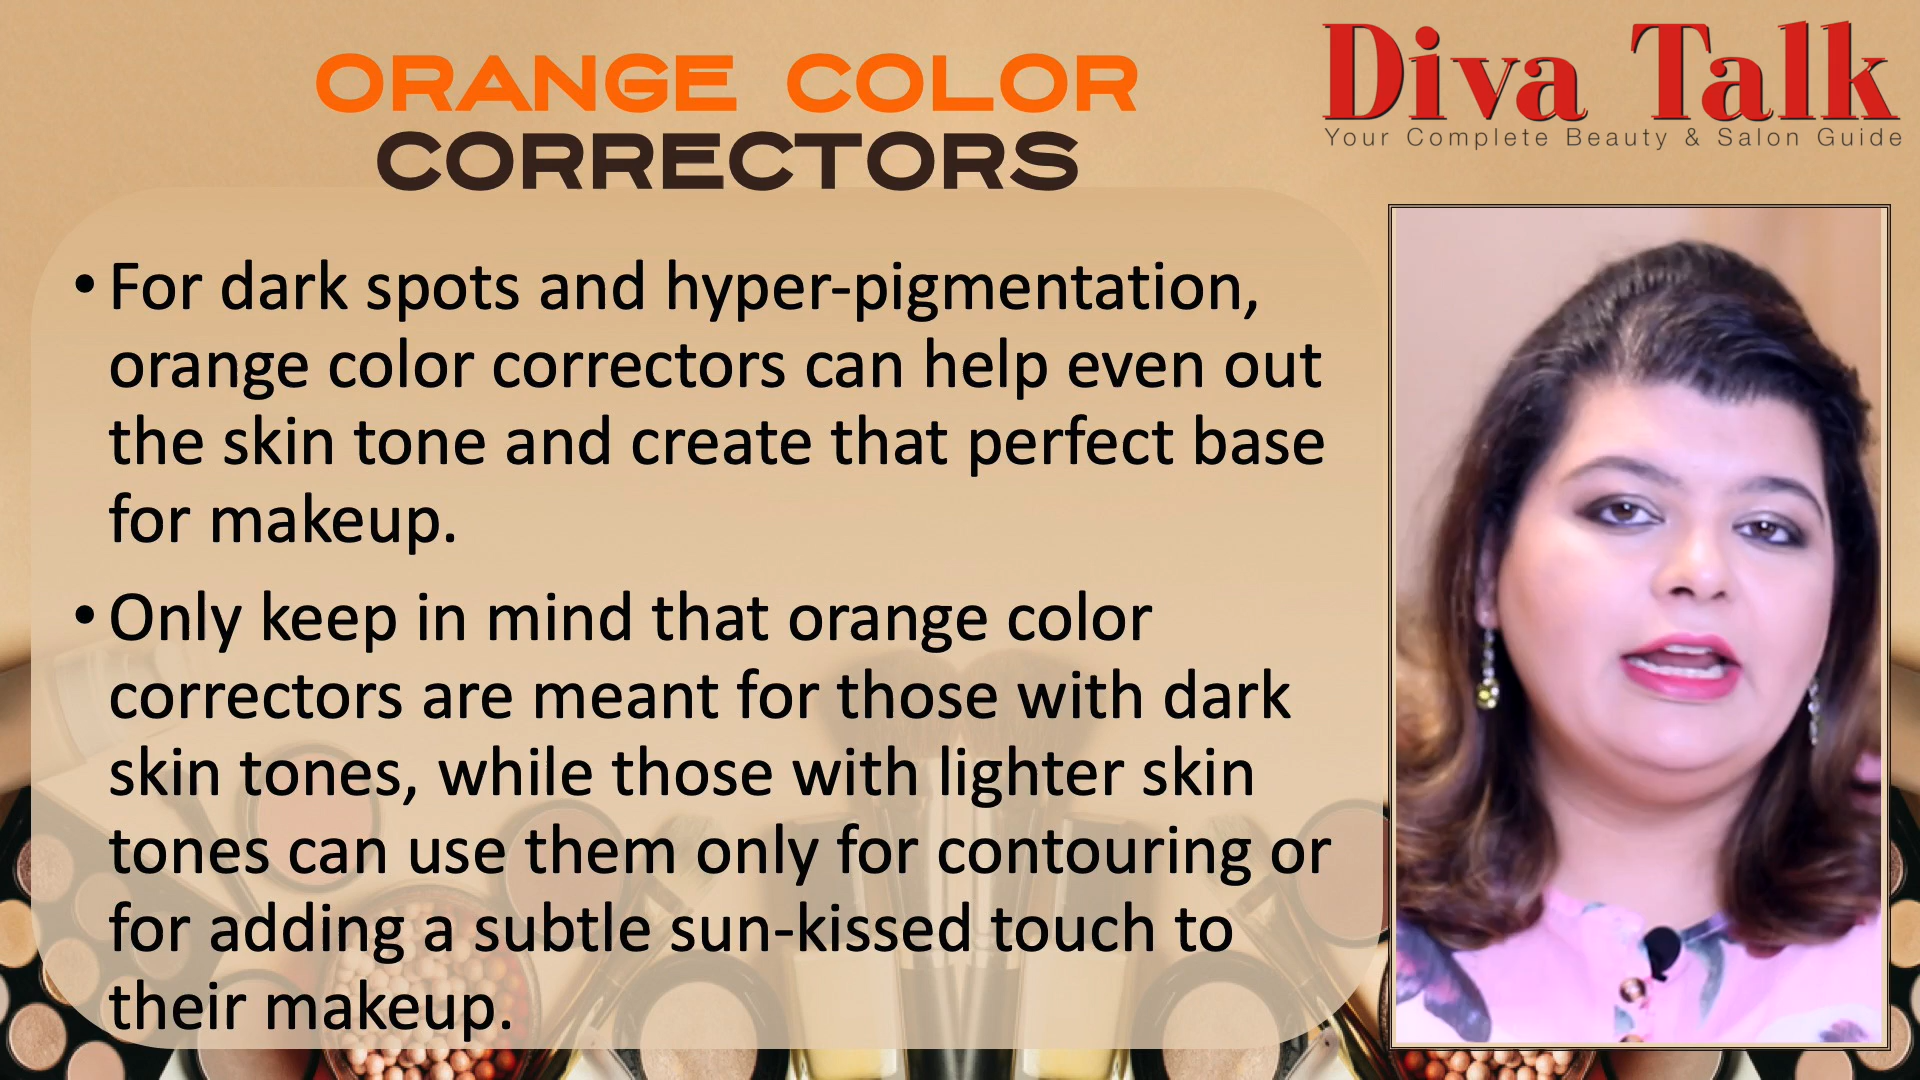 ORANGE COLOR
CORRECTORS
Diva Talk
Your Complete Beauty & Salon Guide
• For dark spots and hyper-pigmentation,
orange color correctors can help even out
the skin tone and create that perfect base
for makeup.
• Only keep in mind that orange color
correctors are meant for those with dark
skin tones, while those with lighter skin
tones can use them only for contouring or
for adding a subtle sun-kissed touch to
their makeup.